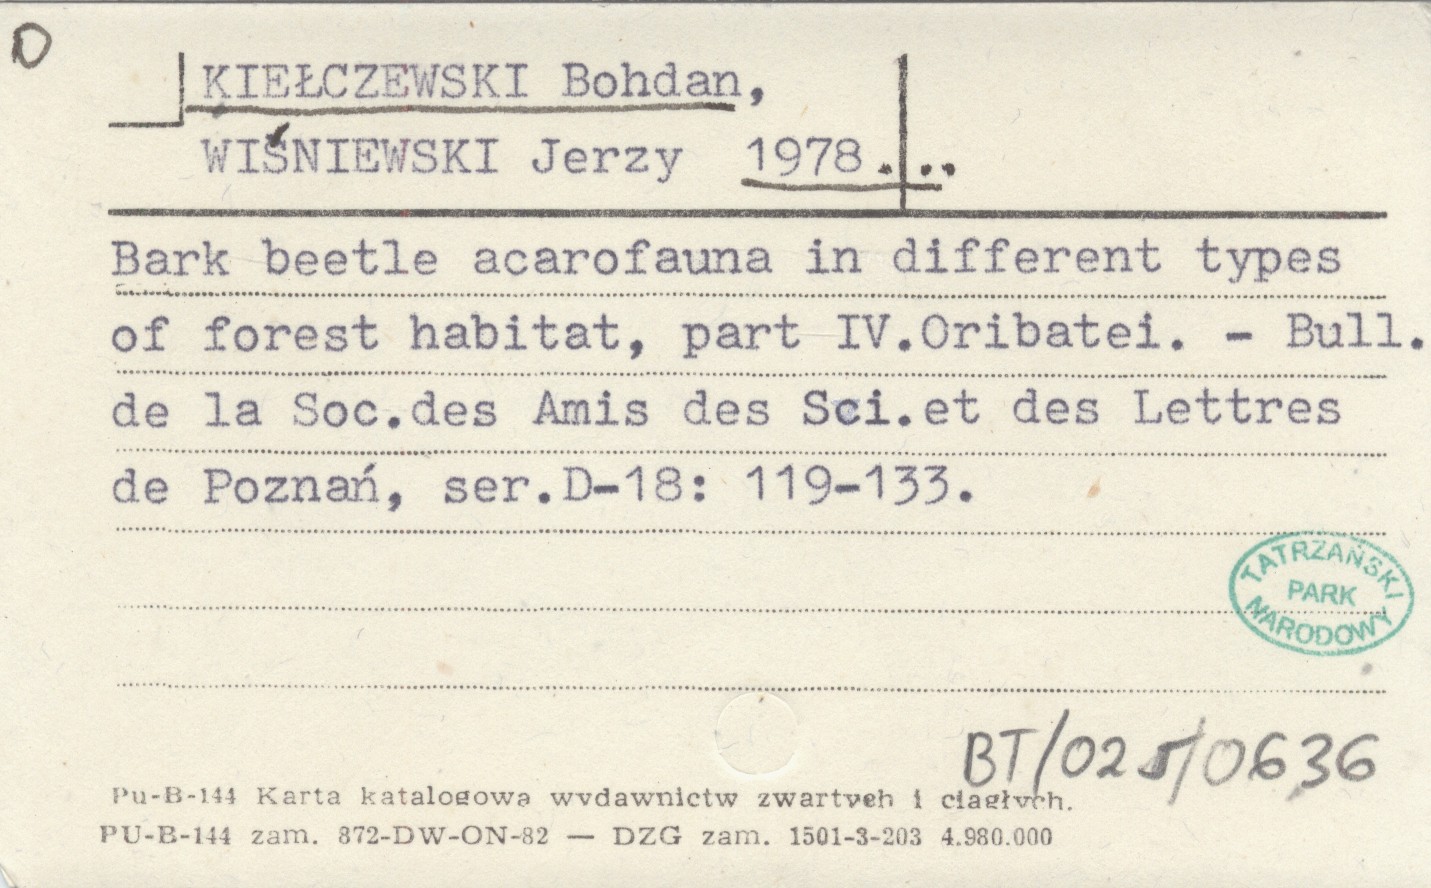 D
KIEŁCZEWSKI Bohdan,
WIŚNIEWSKI Jerzy 1978...
Bark beetle acarofauna in different types
of forest habitat, part IV.Oribatei. - Bull.
de la Soc.des Amis des Sci.et des Lettres
de Poznań, ser.D-18: 119-133.
TATRZAŃSKI
PARK
NARODOWY
BT/025/0636
Pu-B-144 Karta katalogowa wydawnictw zwartych i ciągłych.
PU-B-144 zam. 872-DW-ON-82 — DZG zam. 1501-3-203 4.980.000